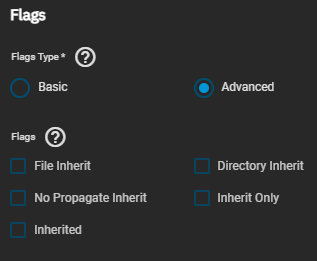 Flags
Flags Type * ?
Basic Advanced
Flags ?
File Inherit Directory Inherit
No Propagate Inherit Inherit Only
Inherited